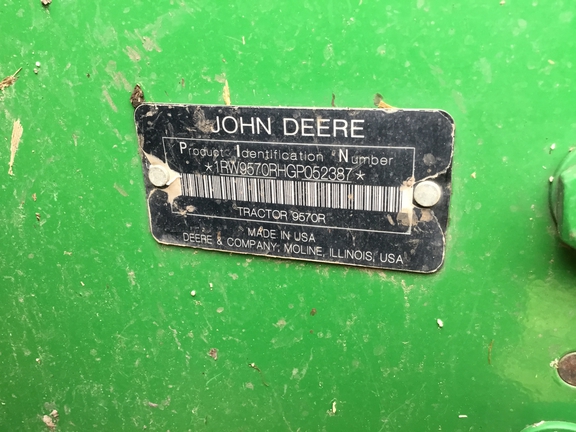 JOHN DEERE
Product Identification Number
*1RW9570RHGP052387*
TRACTOR 9570R
MADE IN USA
DEERE & COMPANY, MOLINE, ILLINOIS, USA